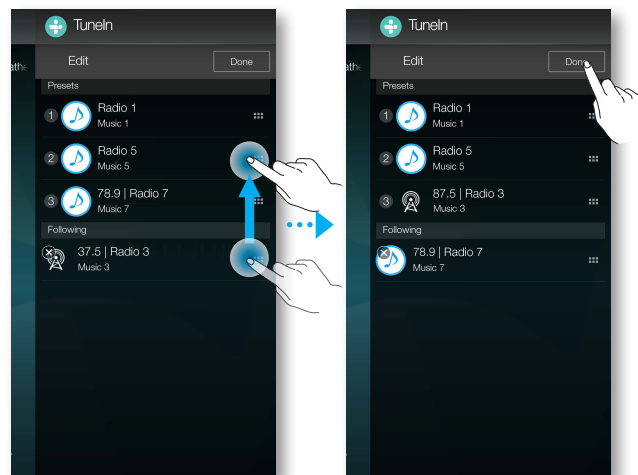 TuneIn
Edit
Done
Presets
1
Radio 1
Music 1
2
Radio 5
Music 5
3
78.9 | Radio 7
Music 7
Following
37.5 | Radio 3
Music 3
TuneIn
Edit
Presets
1
Radio 1
Music 1
2
Radio 5
Music 5
3
87.5 | Radio 3
Music 3
Following
78.9 | Radio 7
Music 7